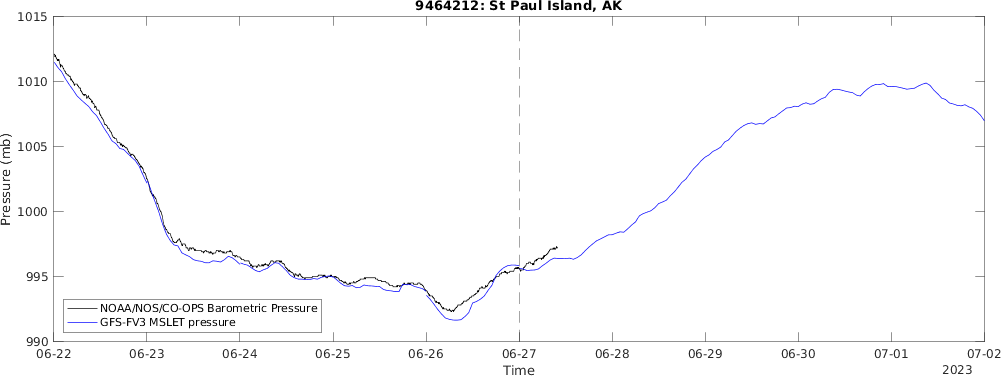 9464212: St Paul Island, AK
Pressure (mb)
1015
1010
1005
1000
995
990
NOAA/NOS/CO-OPS Barometric Pressure
GFS-FV3 MSLET pressure
06-22 06-23 06-24 06-25 06-26 06-27 06-28 06-29 06-30 07-01 07-02
Time
2023